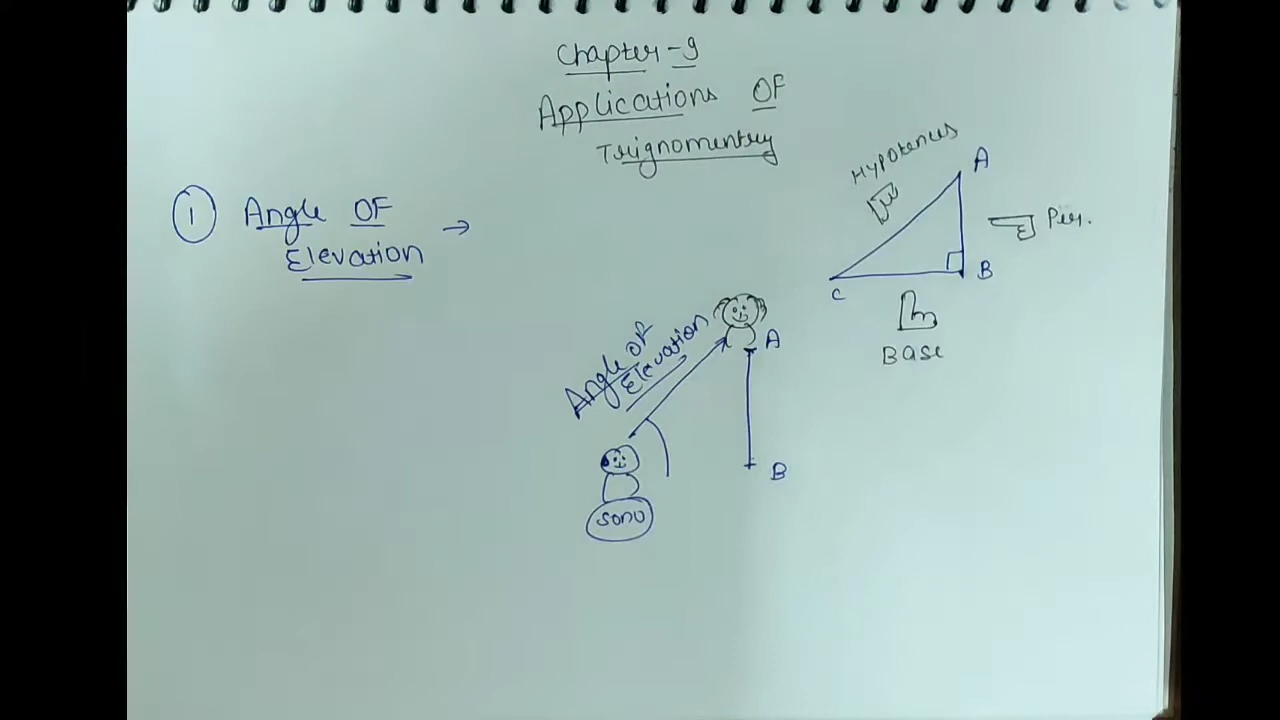 Chapter-9
Applications OF
Trignomentry
① Angle OF
Elevation →
Hypotenus
A
Per.
B
C
Base
Angle OF
Elevation
A
B
SONU